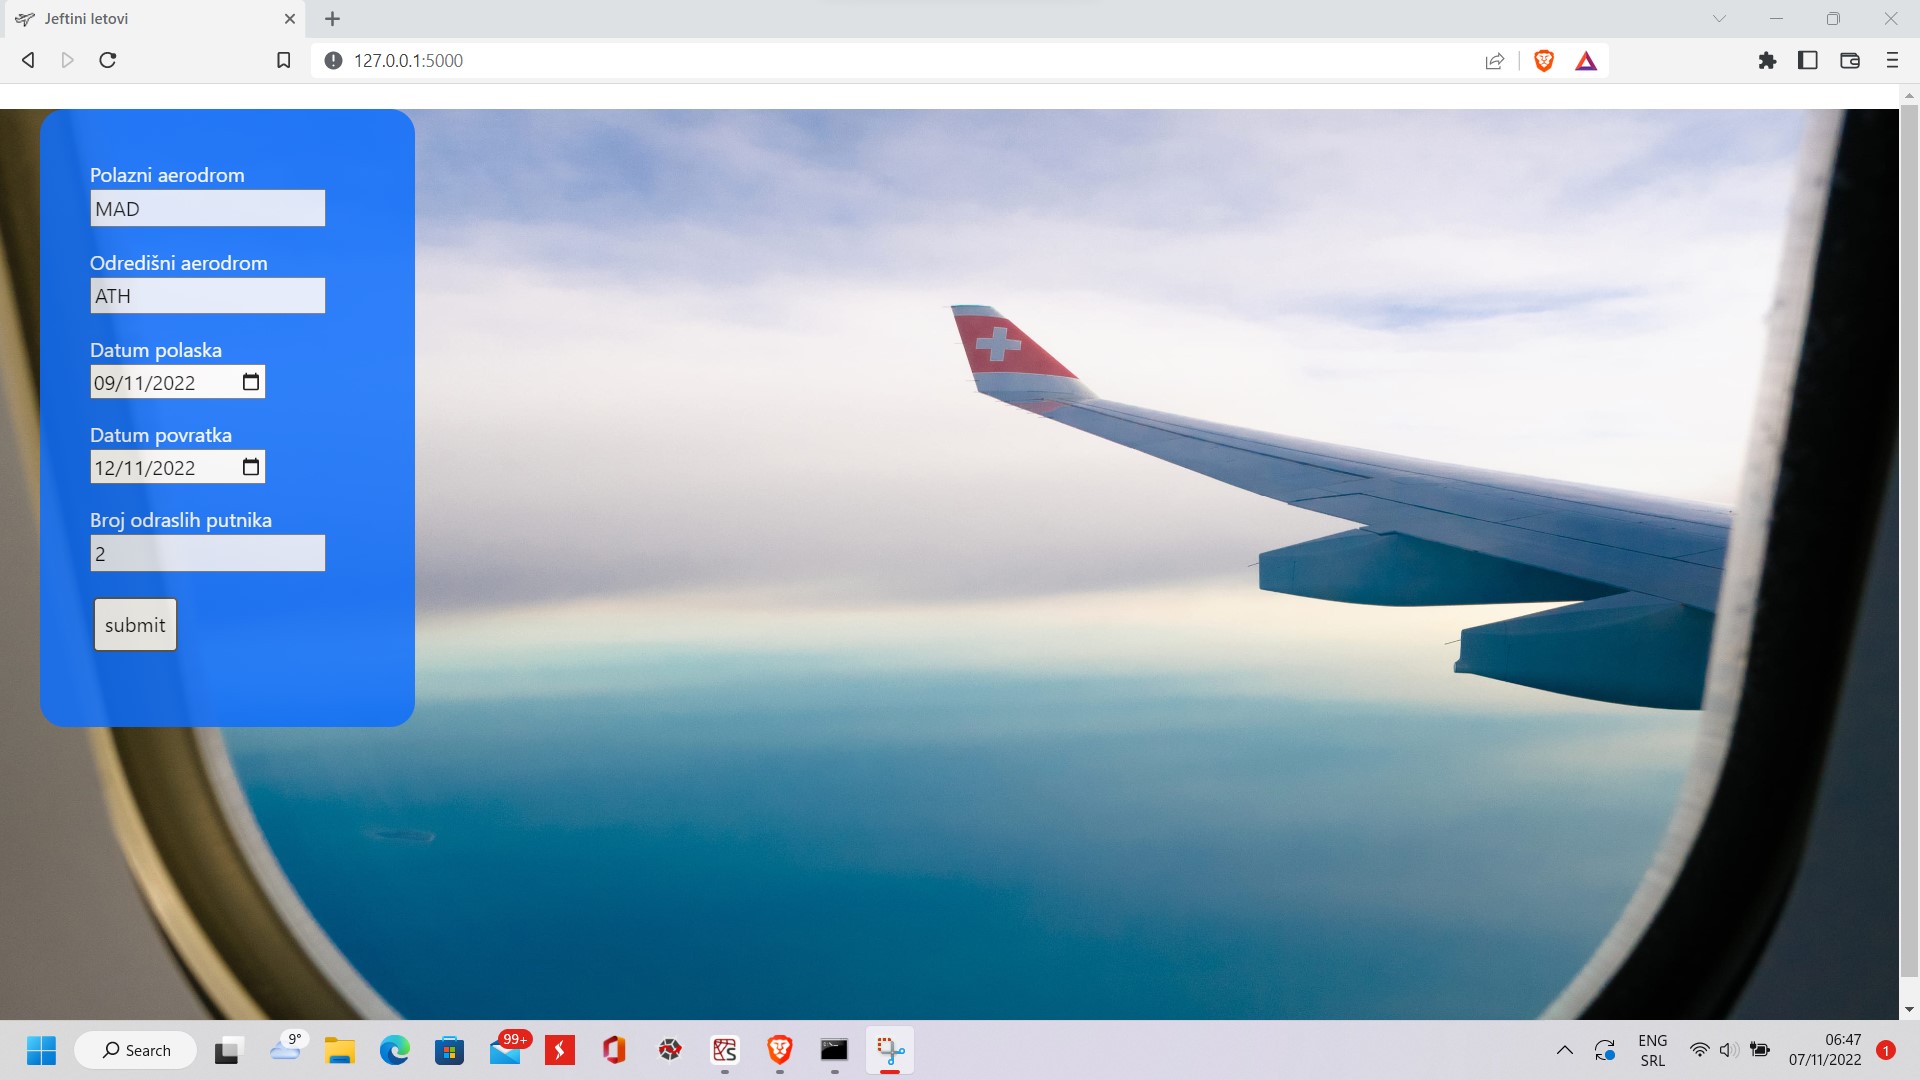 Jeftini letovi
127.0.0.1:5000
Polazni aerodrom
MAD
Odredišni aerodrom
ATH
Datum polaska
09/11/2022
Datum povratka
12/11/2022
Broj odraslih putnika
2
submit
Search
9°
99+
ENG
SRL
06:47
07/11/2022
1